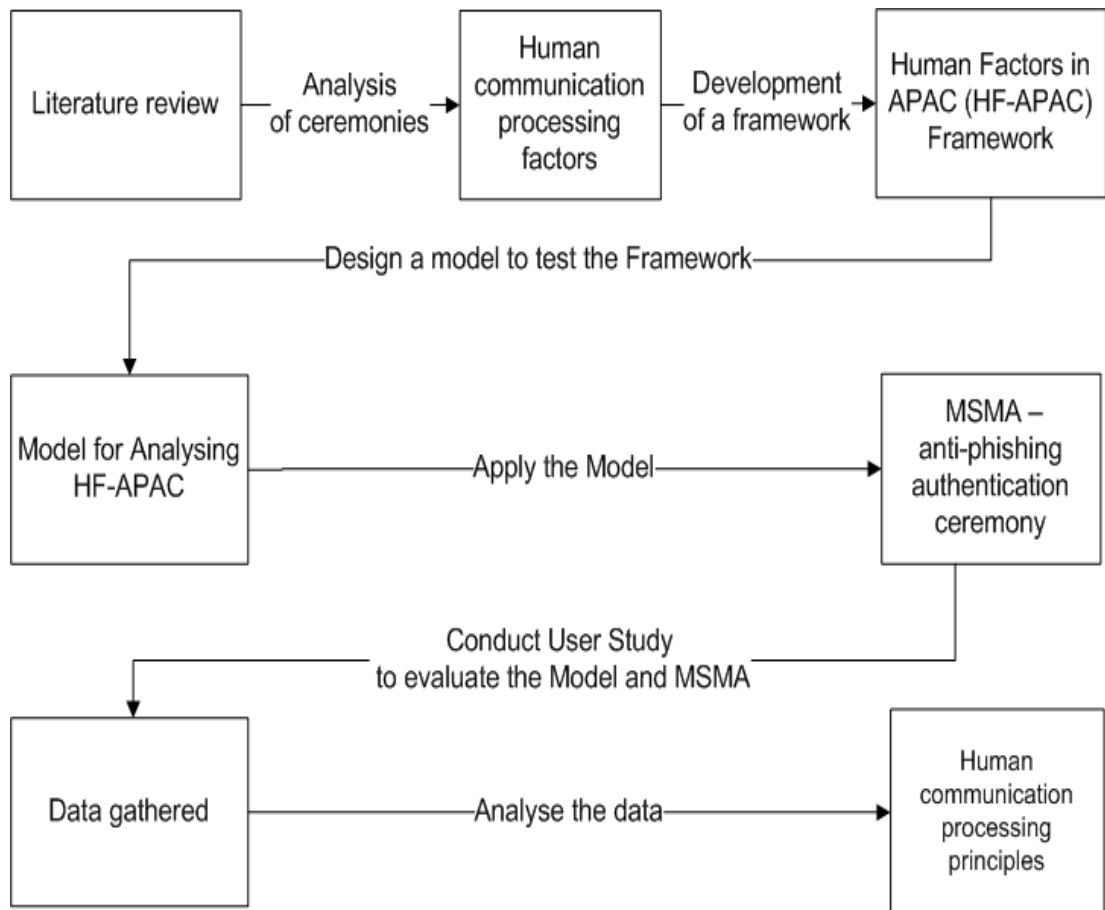 Literature review
Analysis
of ceremonies
Human
communication
processing
factors
Development
of a framework
Human Factors in
APAC (HF-APAC)
Framework
Design a model to test the Framework
Model for Analysing
HF-APAC
Apply the Model
MSMA –
anti-phishing
authentication
ceremony
Conduct User Study
to evaluate the Model and MSMA
Data gathered
Analyse the data
Human
communication
processing
principles